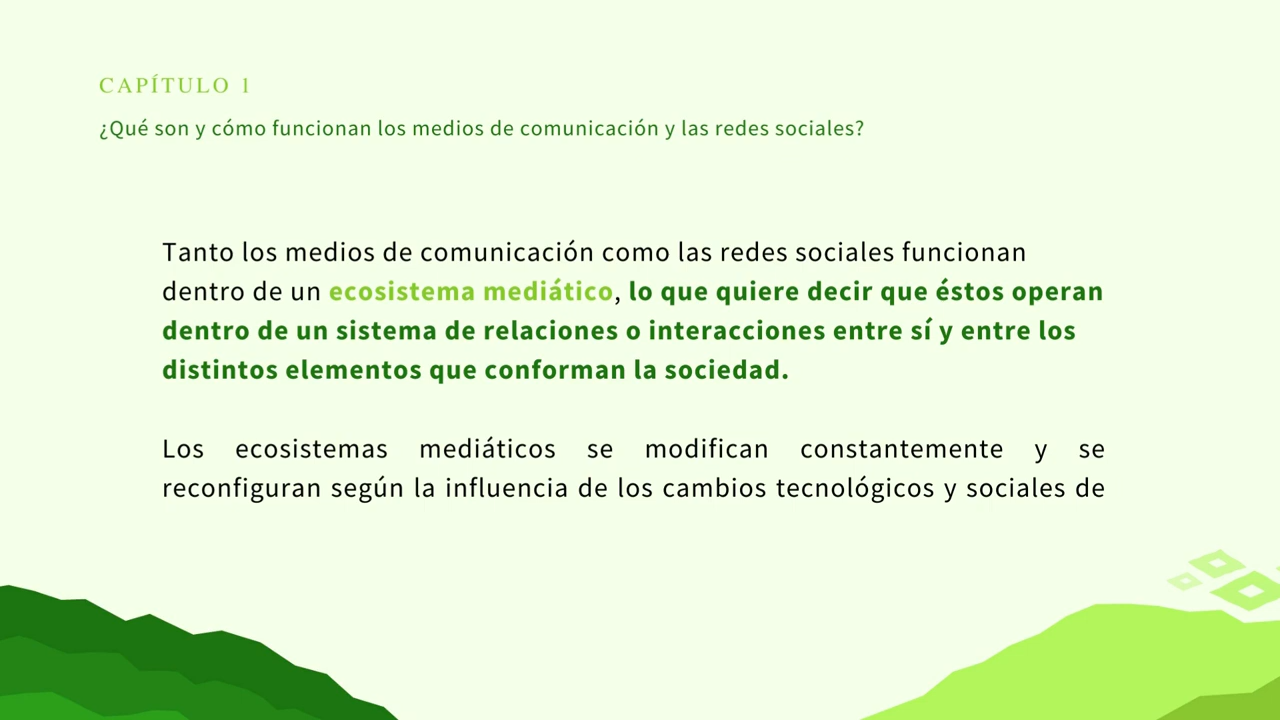 CAPÍTULO 1
¿Qué son y cómo funcionan los medios de comunicación y las redes sociales?
Tanto los medios de comunicación como las redes sociales funcionan
dentro de un ecosistema mediático, lo que quiere decir que éstos operan
dentro de un sistema de relaciones o interacciones entre sí y entre los
distintos elementos que conforman la sociedad.
Los ecosistemas mediáticos se modifican constantemente y se
reconfiguran según la influencia de los cambios tecnológicos y sociales de